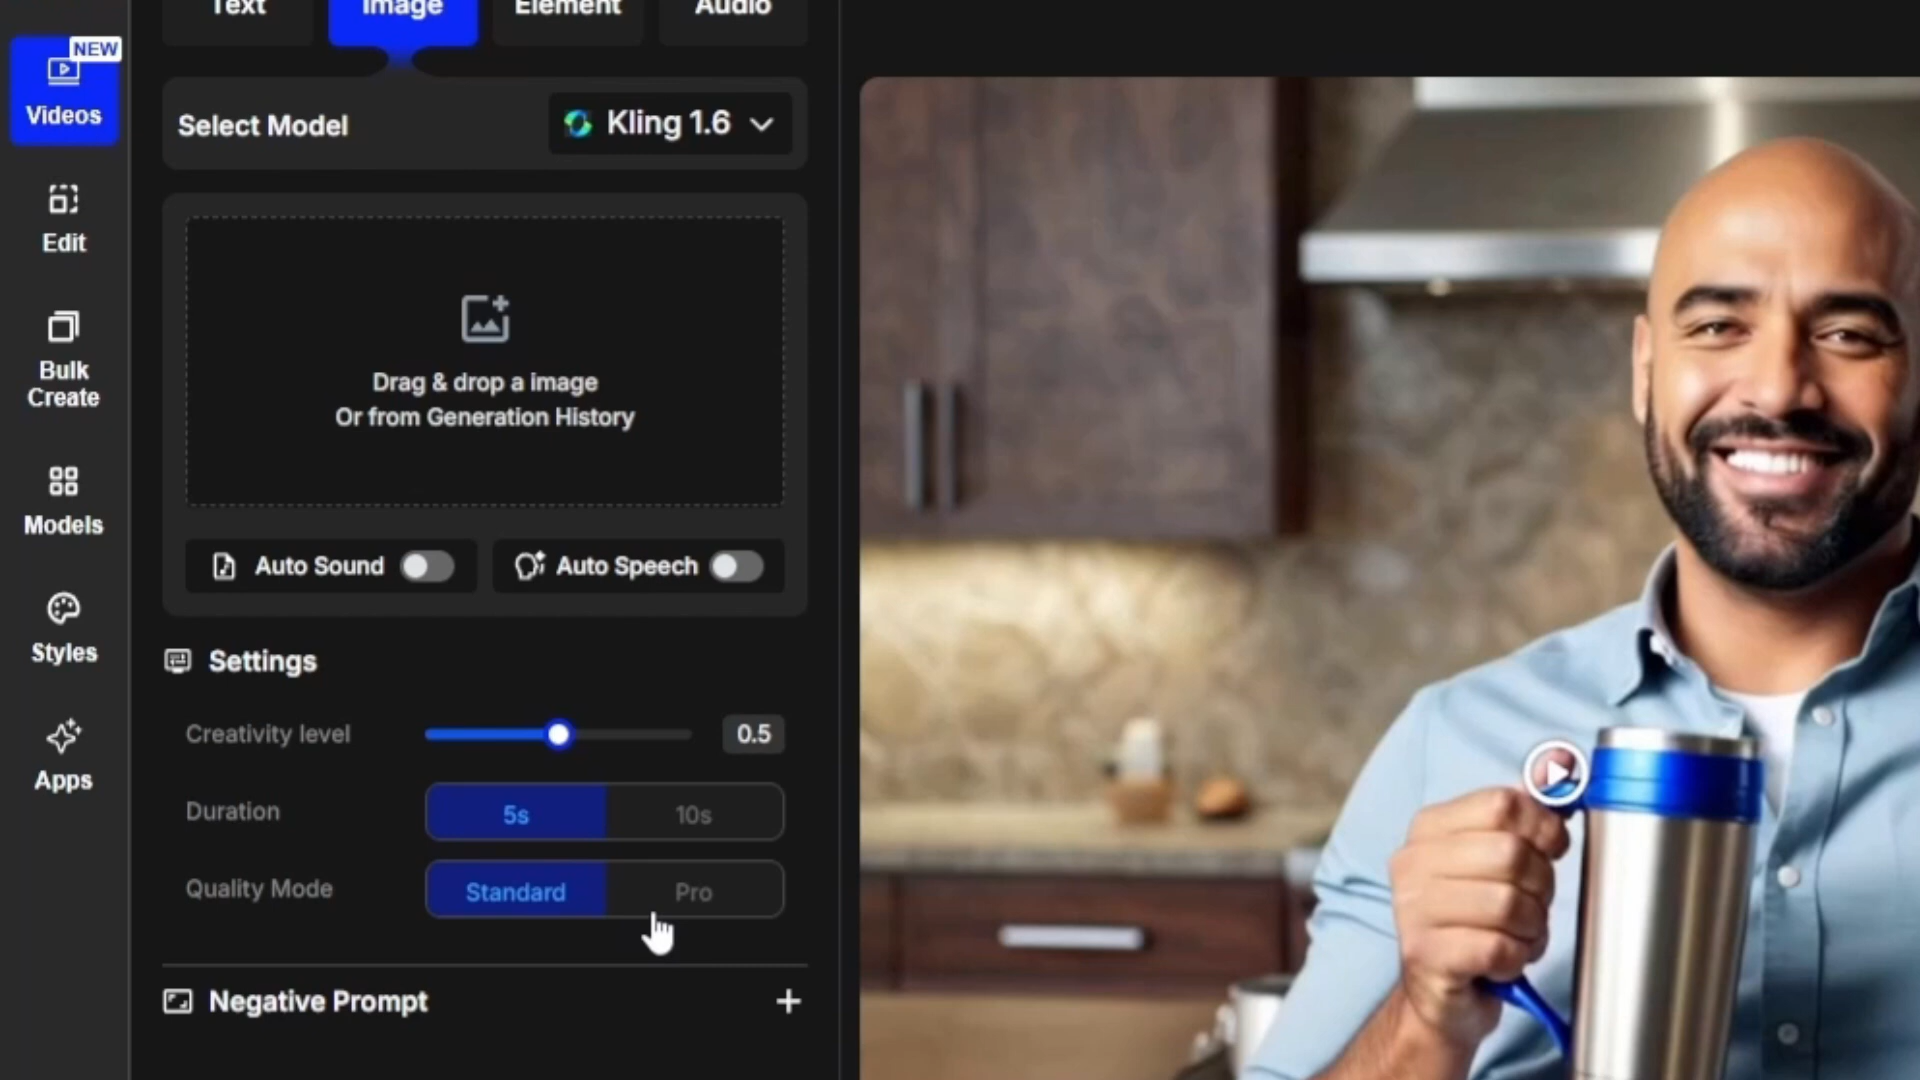 Text
Image
Element
Audio
NEW
Videos
Select Model
Kling 1.6
Edit
Bulk
Create
Drag & drop a image
Or from Generation History
Models
Auto Sound
Auto Speech
Styles
Settings
Creativity level
0.5
Apps
Duration
5s
10s
Quality Mode
Standard
Pro
Negative Prompt